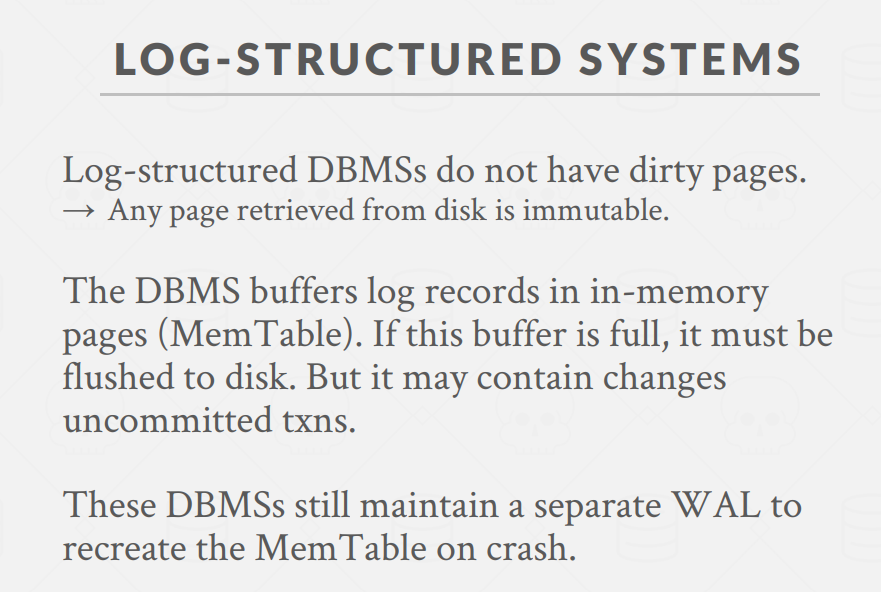 LOG-STRUCTURED SYSTEMS
Log-structured DBMSs do not have dirty pages.
→ Any page retrieved from disk is immutable.
The DBMS buffers log records in in-memory
pages (MemTable). If this buffer is full, it must be
flushed to disk. But it may contain changes
uncommitted txns.
These DBMSs still maintain a separate WAL to
recreate the MemTable on crash.